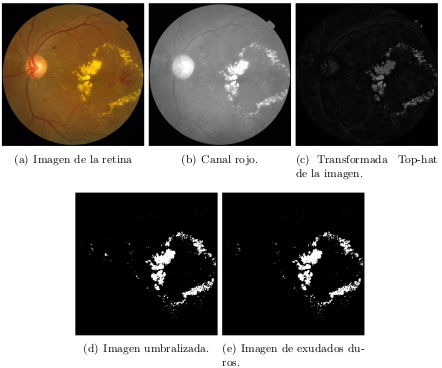 (a) Imagen de la retina
(b) Canal rojo.
(c) Transformada Top-hat
de la imagen.
(d) Imagen umbralizada.
(e) Imagen de exudados du-
ros.